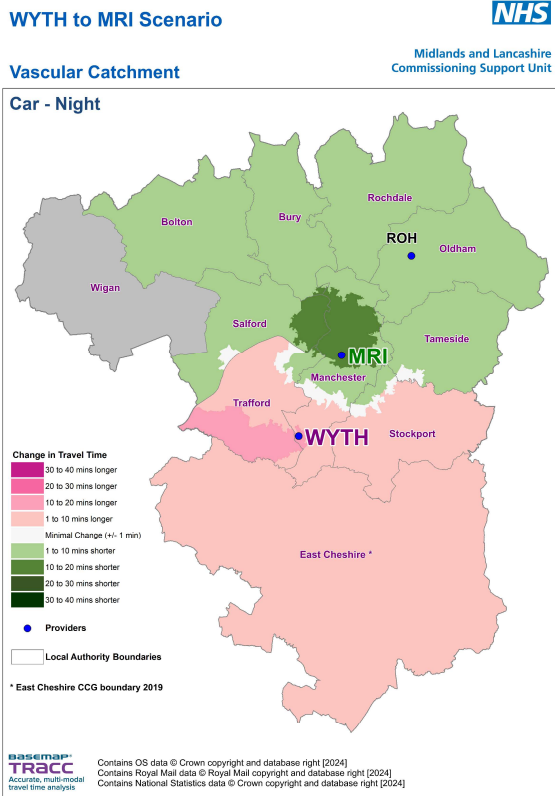 WYTH to MRI Scenario
NHS
Midlands and Lancashire
Commissioning Support Unit
Vascular Catchment
Car - Night
Rochdale
Bury
Bolton
ROH
Oldham
Wigan
Salford
Tameside
MRI
Manchester
Trafford
WYTH
Stockport
East Cheshire *
Change in Travel Time
30 to 40 mins longer
20 to 30 mins longer
10 to 20 mins longer
1 to 10 mins longer
Minimal Change (+/- 1 min)
1 to 10 mins shorter
10 to 20 mins shorter
20 to 30 mins shorter
30 to 40 mins shorter
Providers
Local Authority Boundaries
* East Cheshire CCG boundary 2019
BASEMAP
TRACC
Accurate, multi-modal
travel time analysis
Contains OS data © Crown copyright and database right [2024]
Contains Royal Mail data © Royal Mail copyright and database right [2024]
Contains National Statistics data © Crown copyright and database right [2024]